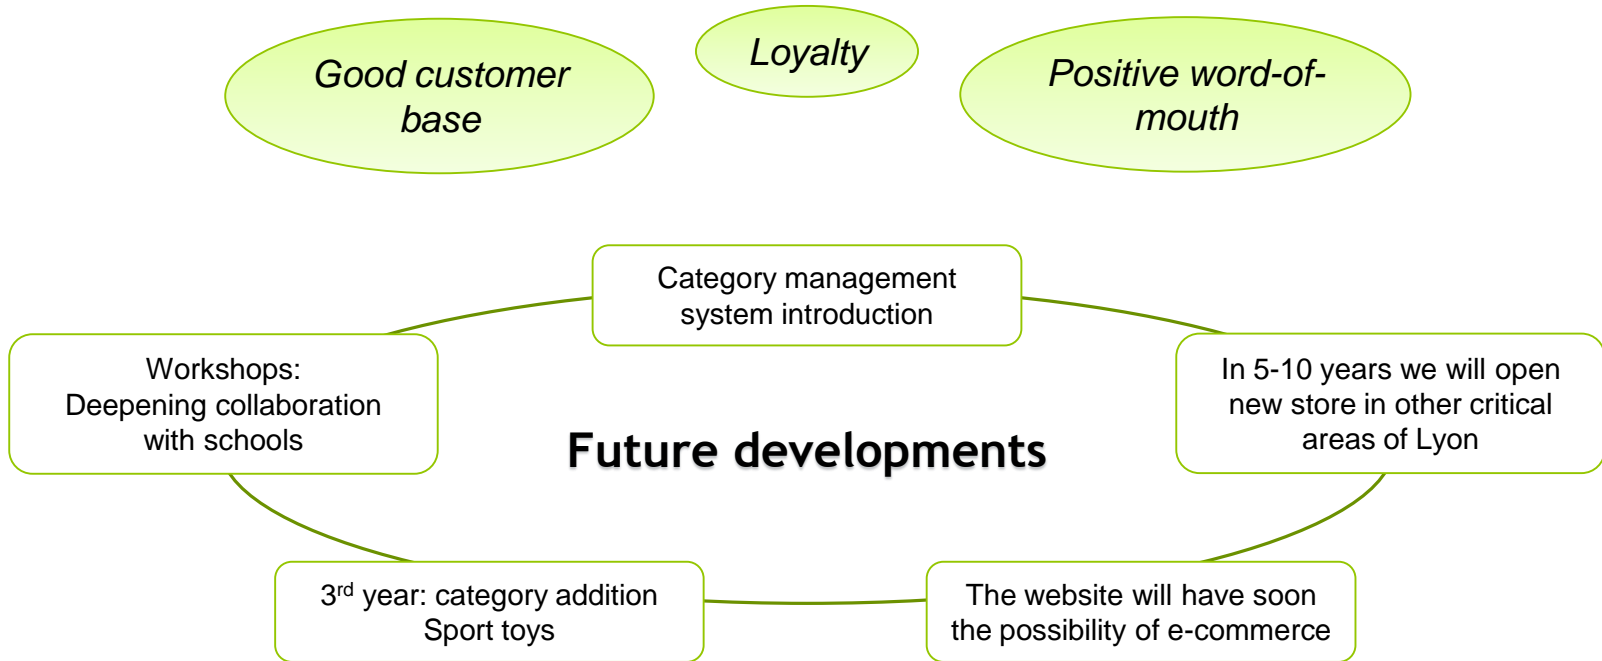 Good customer
base
Loyalty
Positive word-of-
mouth
Category management
system introduction
Workshops:
Deepening collaboration
with schools
In 5-10 years we will open
new store in other critical
areas of Lyon
Future developments
3rd year: category addition
Sport toys
The website will have soon
the possibility of e-commerce